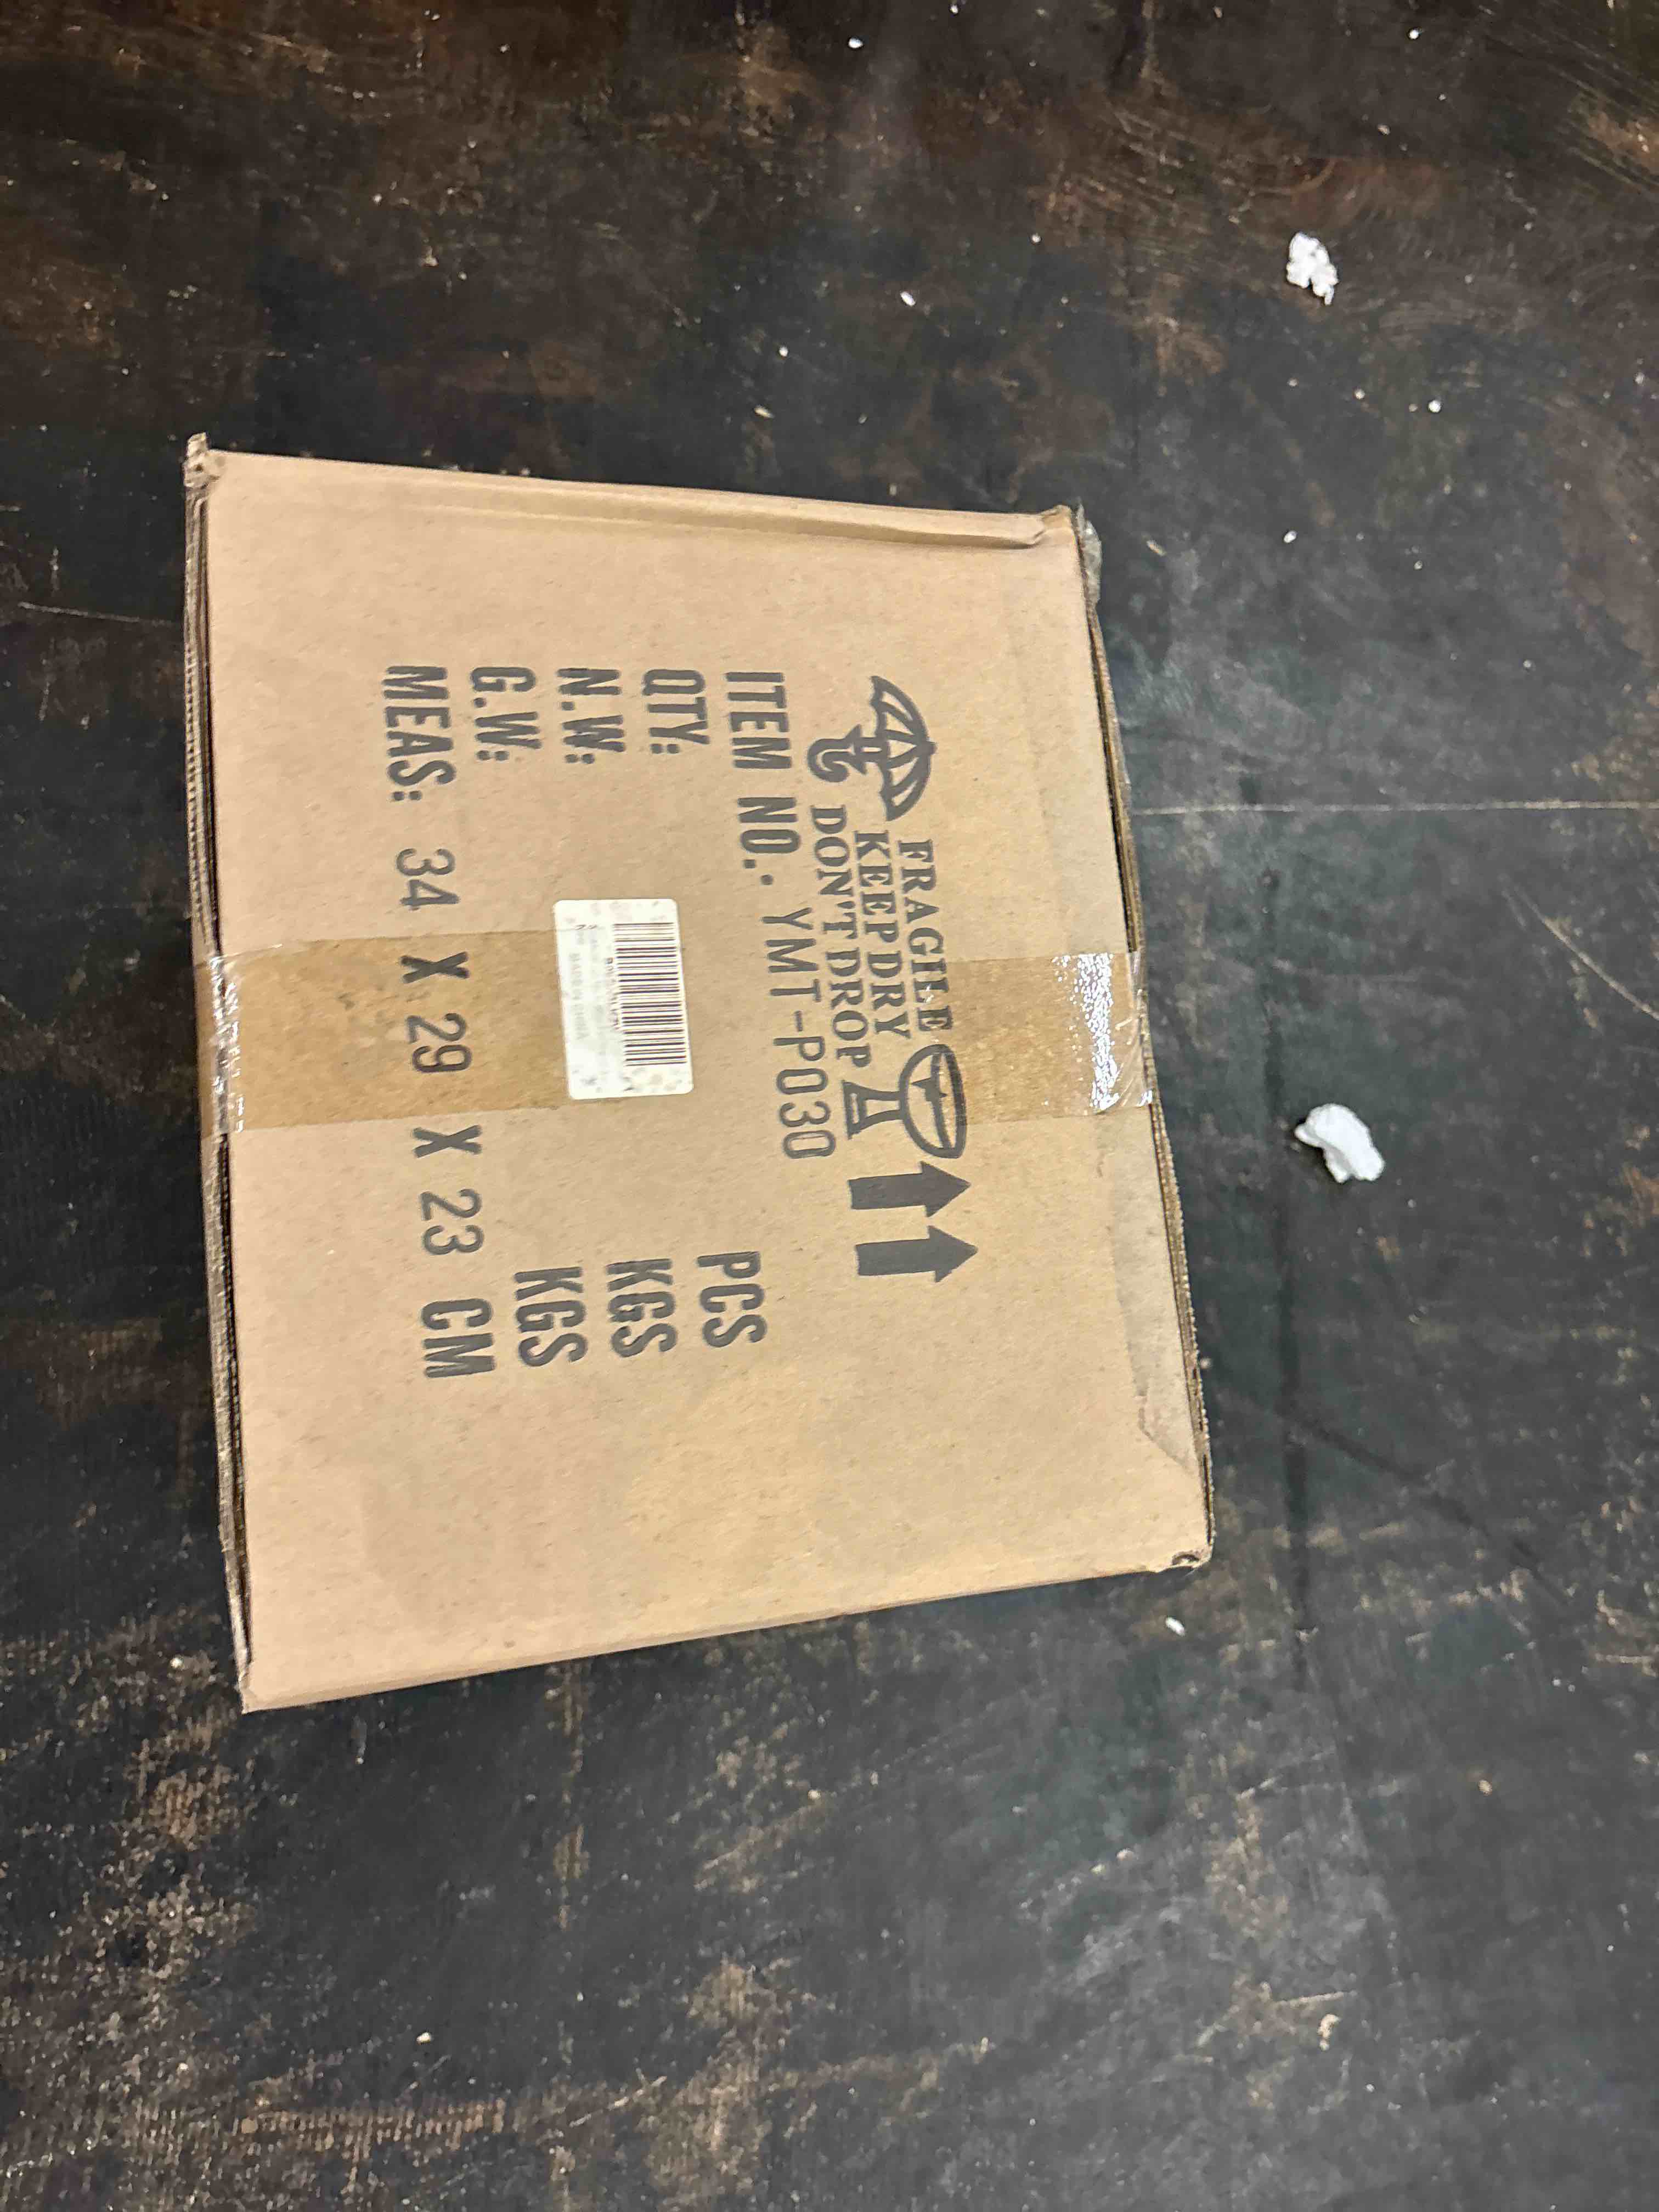 FRAGILE
KEEP DRY
DON'T DROP
ITEM NO.: YMT-P030
QTY: PCS
N.W: KGS
G.W: KGS
MEAS: 34 X 29 X 23 CM